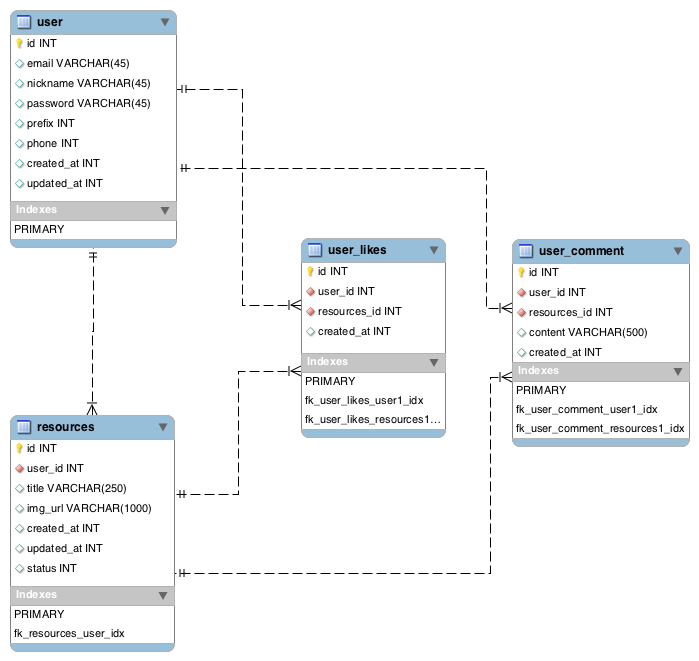 user
id INT
email VARCHAR(45)
nickname VARCHAR(45)
password VARCHAR(45)
prefix INT
phone INT
created_at INT
updated_at INT
Indexes
PRIMARY
user_likes
id INT
user_id INT
resources_id INT
created_at INT
Indexes
PRIMARY
fk_user_likes_user1_idx
fk_user_likes_resources1...
user_comment
id INT
user_id INT
resources_id INT
content VARCHAR(500)
created_at INT
Indexes
PRIMARY
fk_user_comment_user1_idx
fk_user_comment_resources1_idx
resources
id INT
user_id INT
title VARCHAR(250)
img_url VARCHAR(1000)
created_at INT
updated_at INT
status INT
Indexes
PRIMARY
fk_resources_user_idx